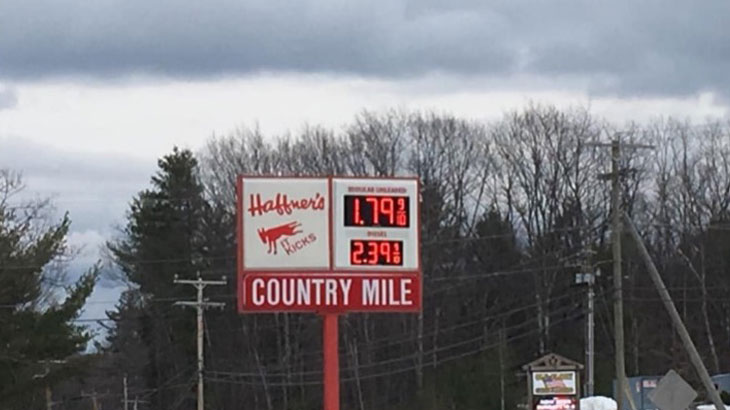 Haffner's
IT KICKS
REGULAR UNLEADED
1.79 9/10
DIESEL
2.39 9/10
COUNTRY MILE